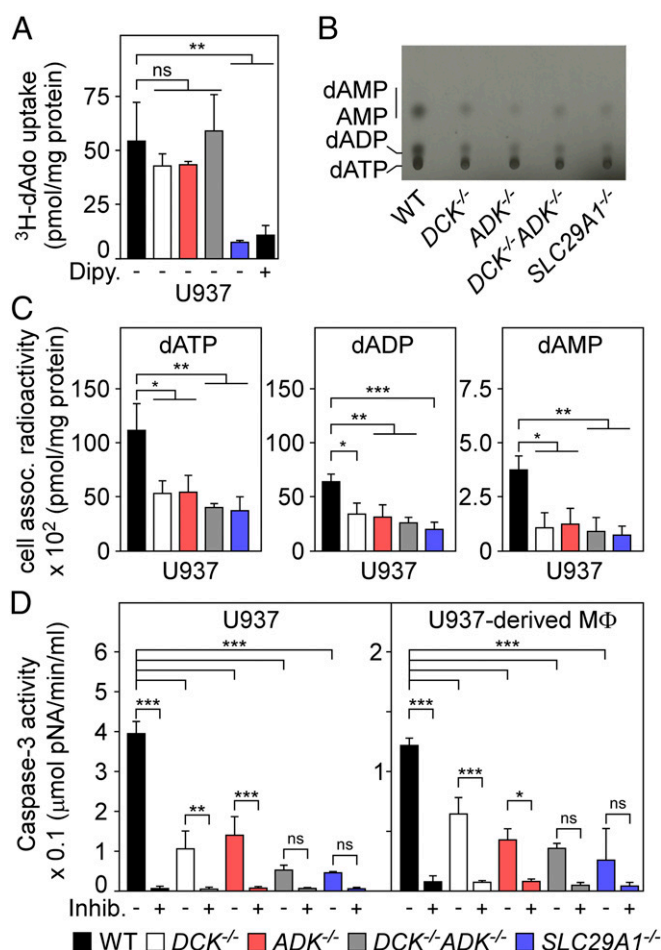 A
³H-dAdo uptake
(pmol/mg protein)
75
50
25
0
**
ns
Dipy. - - - - - +
U937
B
dAMP
AMP
dADP
dATP
WT
DCK-/-
ADK-/-
DCK-/-ADK-/-
SLC29A1-/-
C
cell assoc. radioactivity
x 10² (pmol/mg protein)
dATP
150
100
50
0
**
*
U937
dADP
150
100
50
0
***
**
*
U937
dAMP
7.5
5.0
2.5
0
**
*
U937
D
Caspase-3 activity
x 0.1 (µmol pNA/min/ml)
U937
6
5
4
3
2
1
0
***
***
**
***
ns
ns
U937-derived MΦ
2
1
***
***
***
*
ns
ns
Inhib. - + - + - + - + - + - + - + - + - + - +
WT DCK-/- ADK-/- DCK-/-ADK-/- SLC29A1-/-